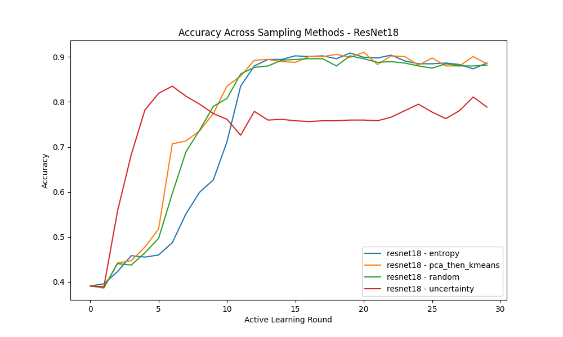 Accuracy Across Sampling Methods - ResNet18
Accuracy
0.9
0.8
0.7
0.6
0.5
0.4
0
5
10
15
20
25
30
Active Learning Round
resnet18 - entropy
resnet18 - pca_then_kmeans
resnet18 - random
resnet18 - uncertainty